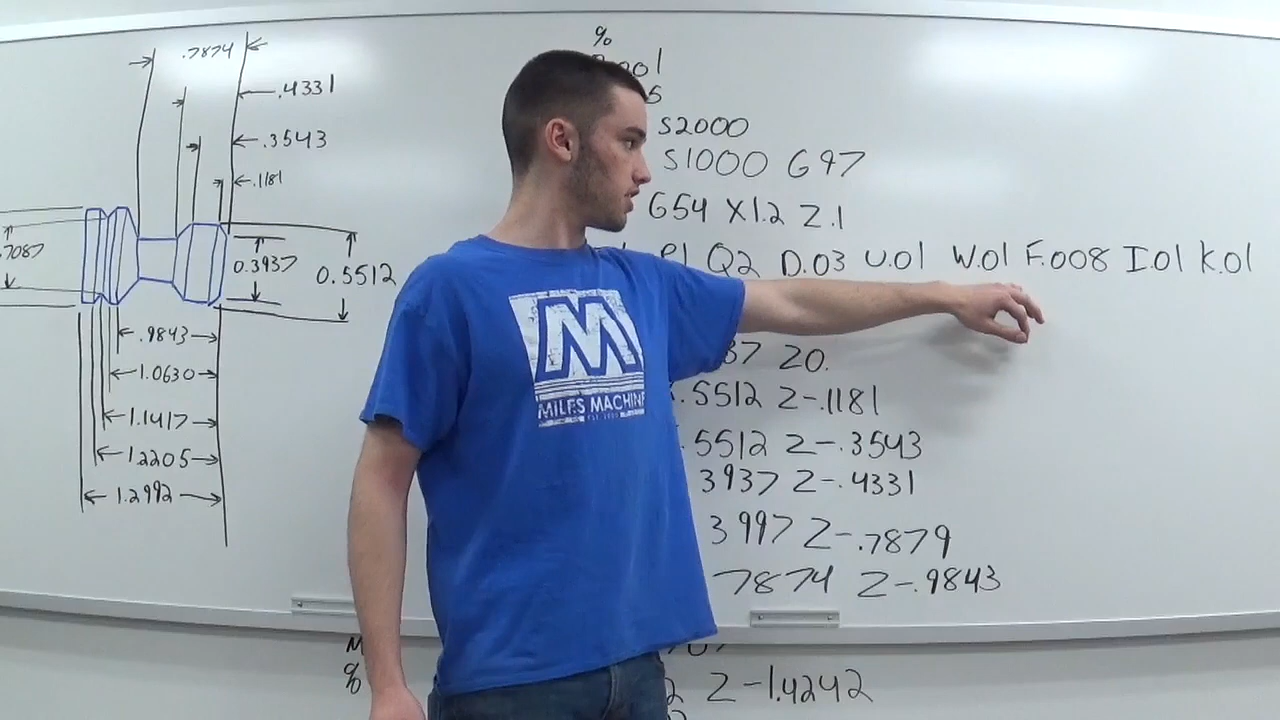 .7874
.4331
.3543
.1181
.7087
0.3937
0.5512
.9843
1.0630
1.1417
1.2205
1.2992
%
S2000
S1000 G97
G54 X1.2 Z.1
P1 Q2 D.03 U.01 W.01 F.008 I.01 K.01
Z0.
.5512 Z-.1181
.5512 Z-.3543
3937 Z-.4331
3997 Z-.7879
7874 Z-.9843
M
%
Z-1.4242
M
MILES MACHINE